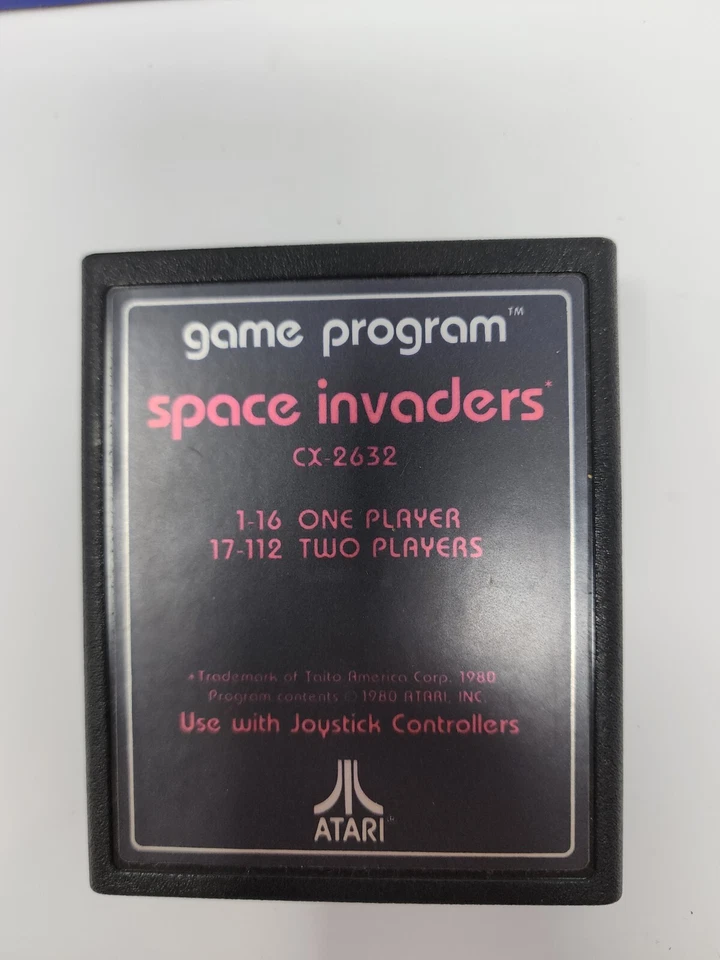 game program™
space invaders*
CX-2632
1-16 ONE PLAYER
17-112 TWO PLAYERS
*Trademark of Taito America Corp. 1980
Program contents © 1980 ATARI, INC.
Use with Joystick Controllers
ATARI®